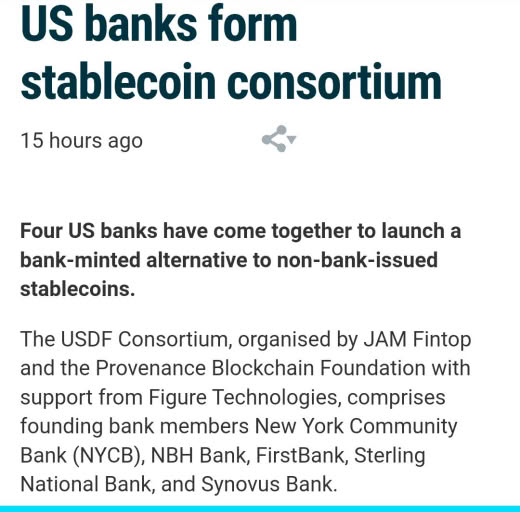 US banks form
stablecoin consortium
15 hours ago
Four US banks have come together to launch a
bank-minted alternative to non-bank-issued
stablecoins.
The USDF Consortium, organised by JAM Fintop
and the Provenance Blockchain Foundation with
support from Figure Technologies, comprises
founding bank members New York Community
Bank (NYCB), NBH Bank, FirstBank, Sterling
National Bank, and Synovus Bank.